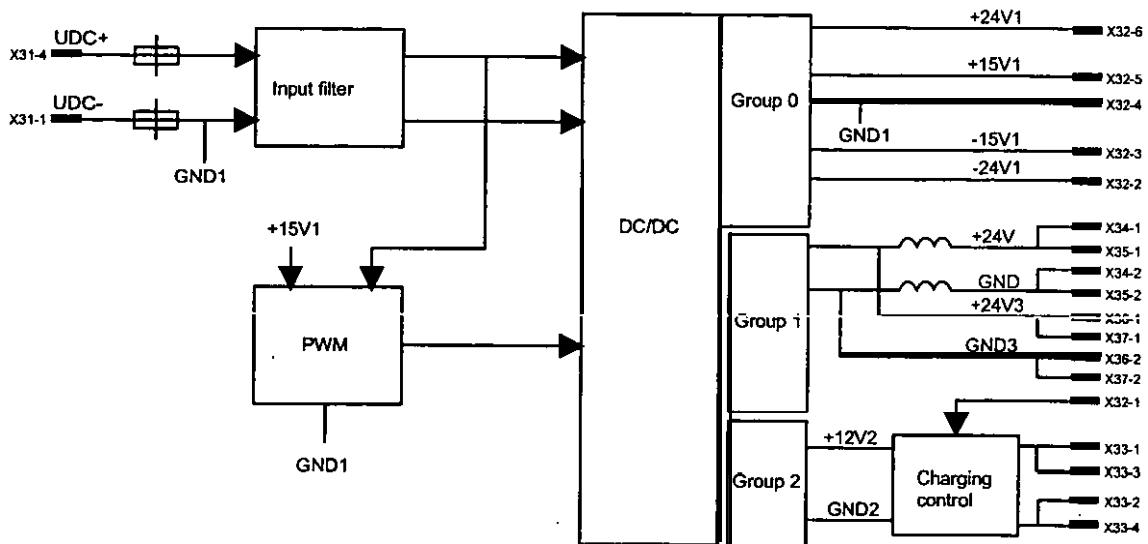 UDC+
X31-4
UDC-
X31-1
GND1
Input filter
+15V1
PWM
GND1
DC/DC
Group 0
+24V1
X32-6
+15V1
X32-5
X32-4
GND1
-15V1
X32-3
-24V1
X32-2
Group 1
+24V
X34-1
X35-1
X34-2
GND
X35-2
+24V3
X37-1
GND3
X36-2
X37-2
X32-1
Group 2
+12V2
GND2
Charging
control
X33-1
X33-3
X33-2
X33-4